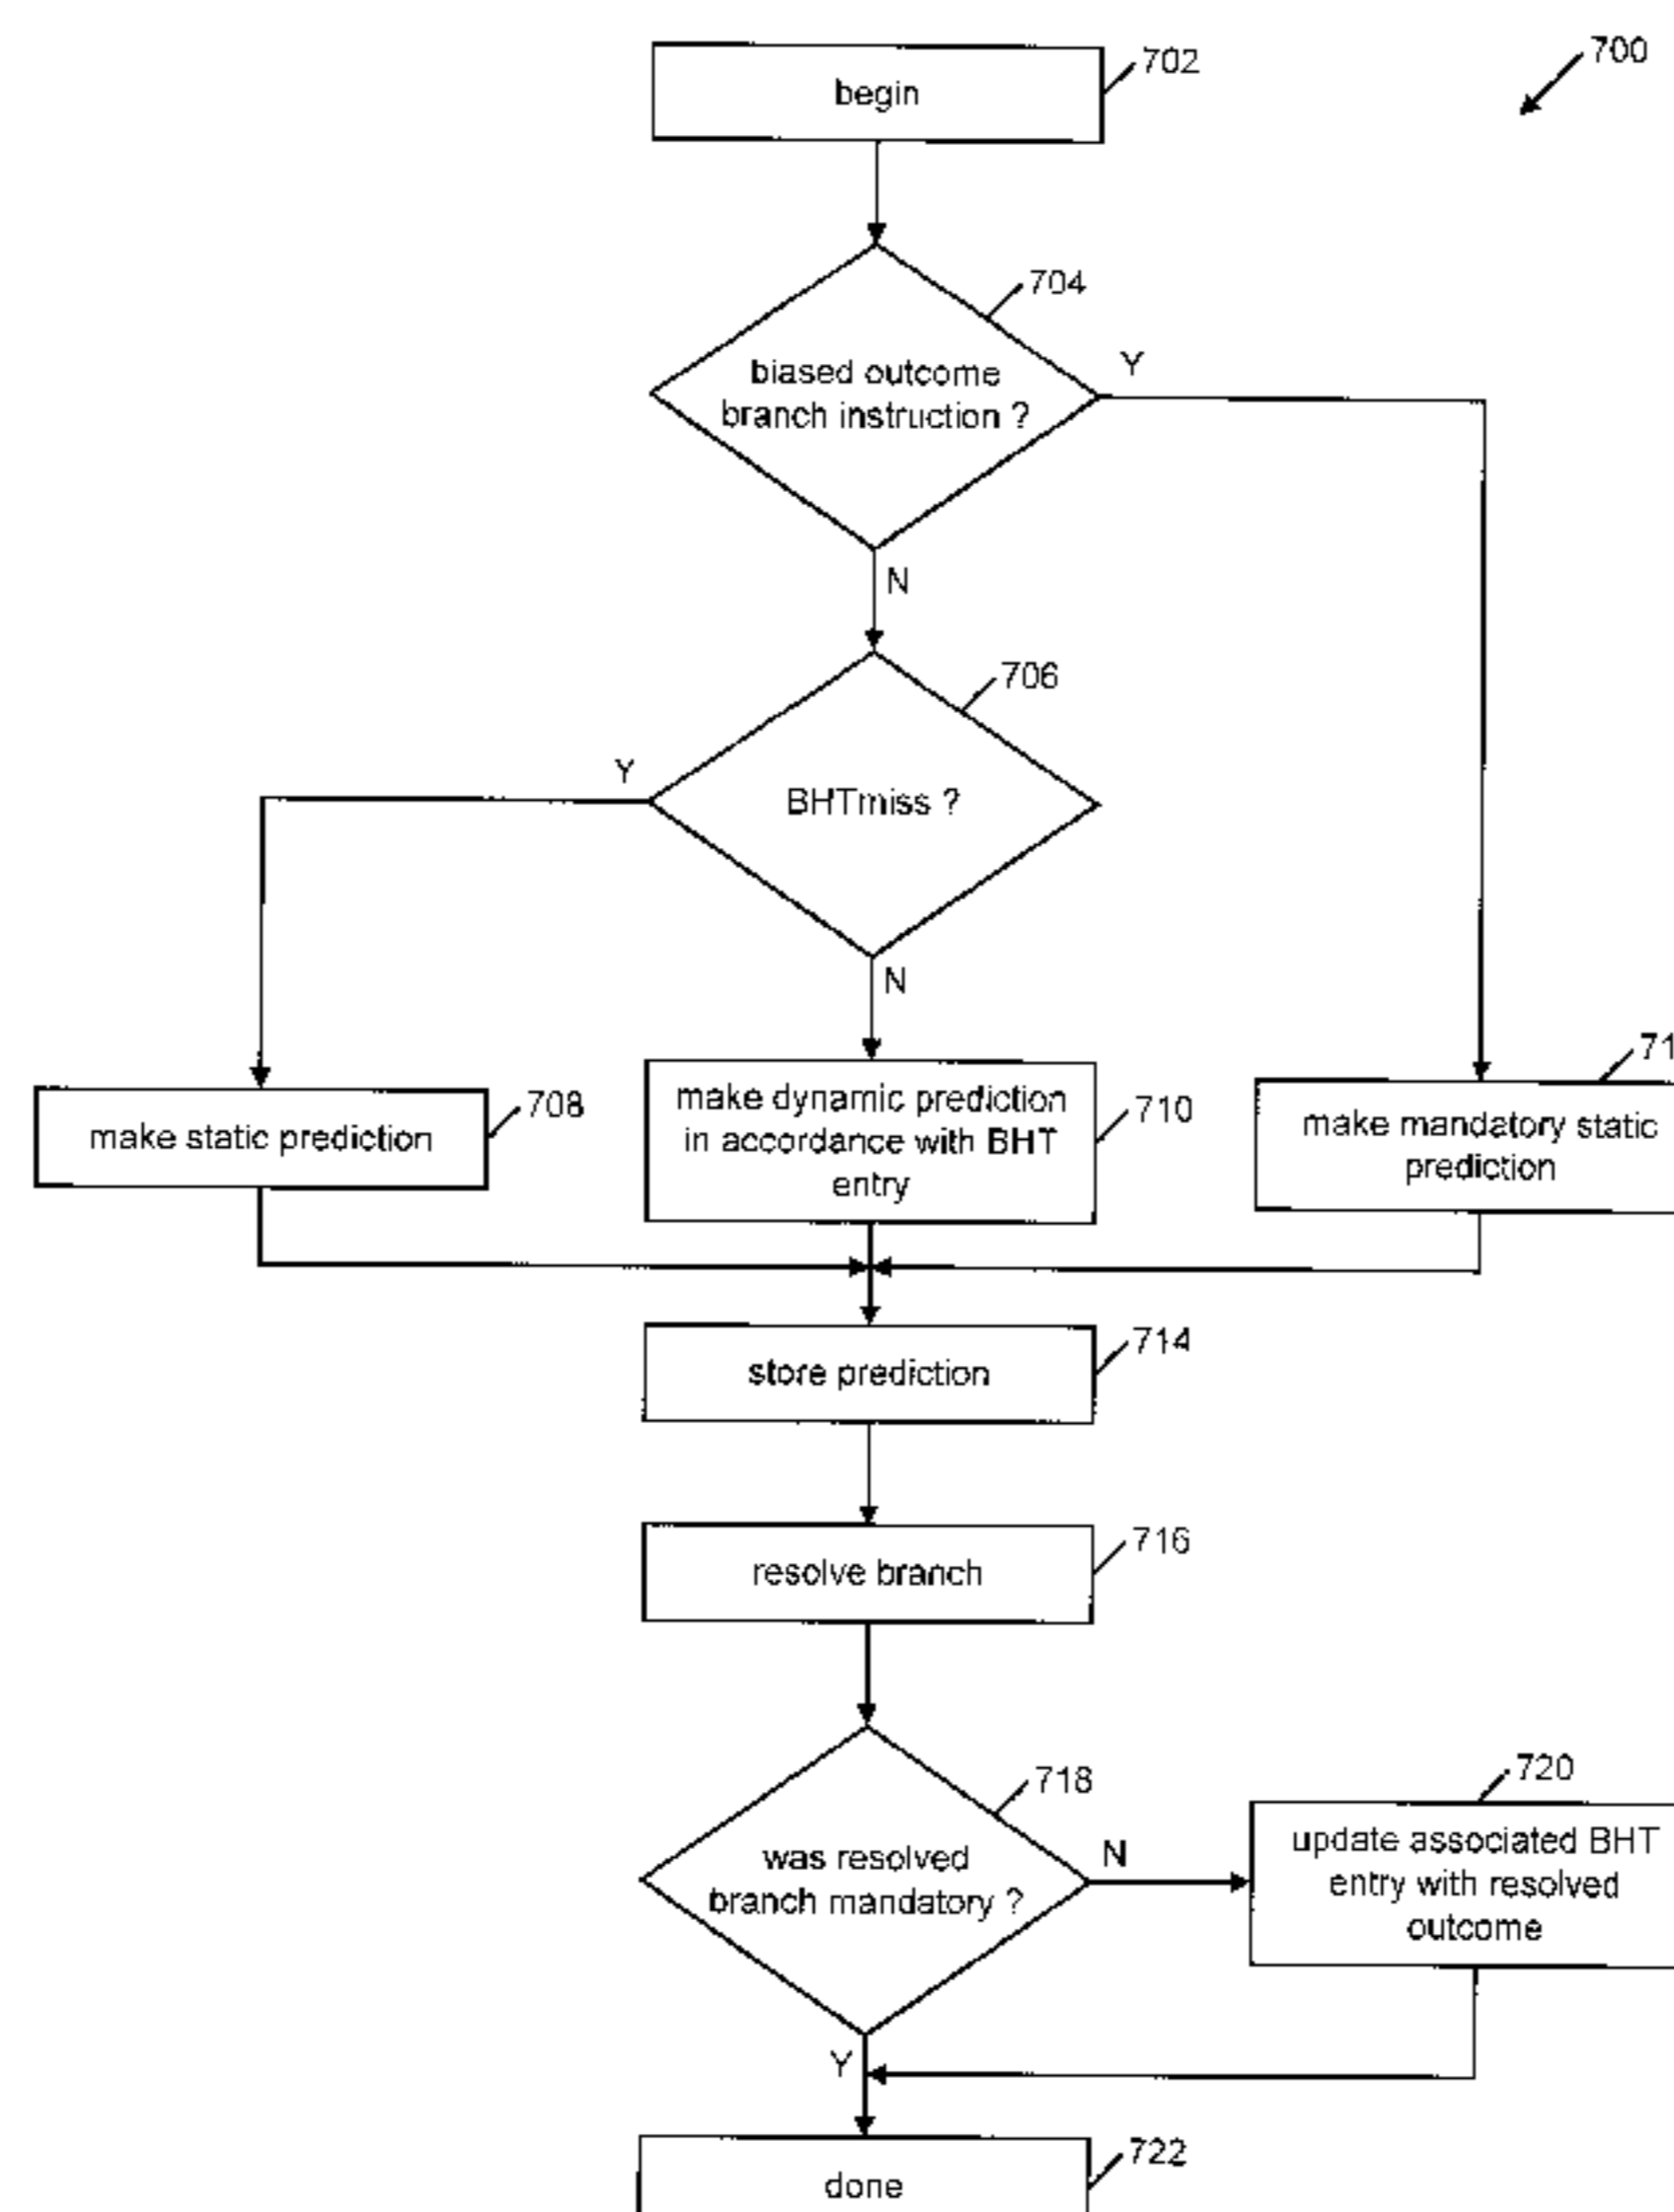 700
702
begin
704
biased outcome
branch instruction ?
Y
N
706
BHTmiss ?
Y
N
708
make static prediction
710
make dynamic prediction
in accordance with BHT
entry
71
make mandatory static
prediction
714
store prediction
716
resolve branch
718
was resolved
branch mandatory ?
N
Y
720
update associated BHT
entry with resolved
outcome
722
done